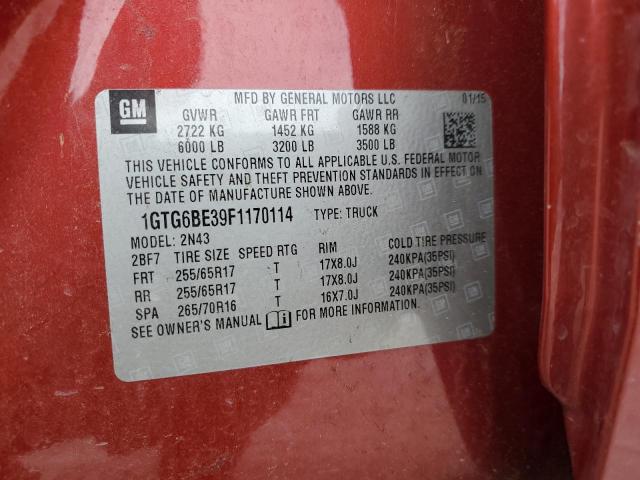 GM
MFD BY GENERAL MOTORS LLC 01/15
GVWR GAWR FRT GAWR RR
2722 KG 1452 KG 1588 KG
6000 LB 3200 LB 3500 LB
THIS VEHICLE CONFORMS TO ALL APPLICABLE U.S. FEDERAL MOTOR
VEHICLE SAFETY AND THEFT PREVENTION STANDARDS IN EFFECT ON
THE DATE OF MANUFACTURE SHOWN ABOVE.
1GTG6BE39F1170114 TYPE: TRUCK
MODEL: 2N43
2BF7 TIRE SIZE SPEED RTG RIM COLD TIRE PRESSURE
FRT 255/65R17 T 17X8.0J 240KPA(35PSI)
RR 255/65R17 T 17X8.0J 240KPA(35PSI)
SPA 265/70R16 T 16X7.0J 240KPA(35PSI)
SEE OWNER'S MANUAL FOR MORE INFORMATION.